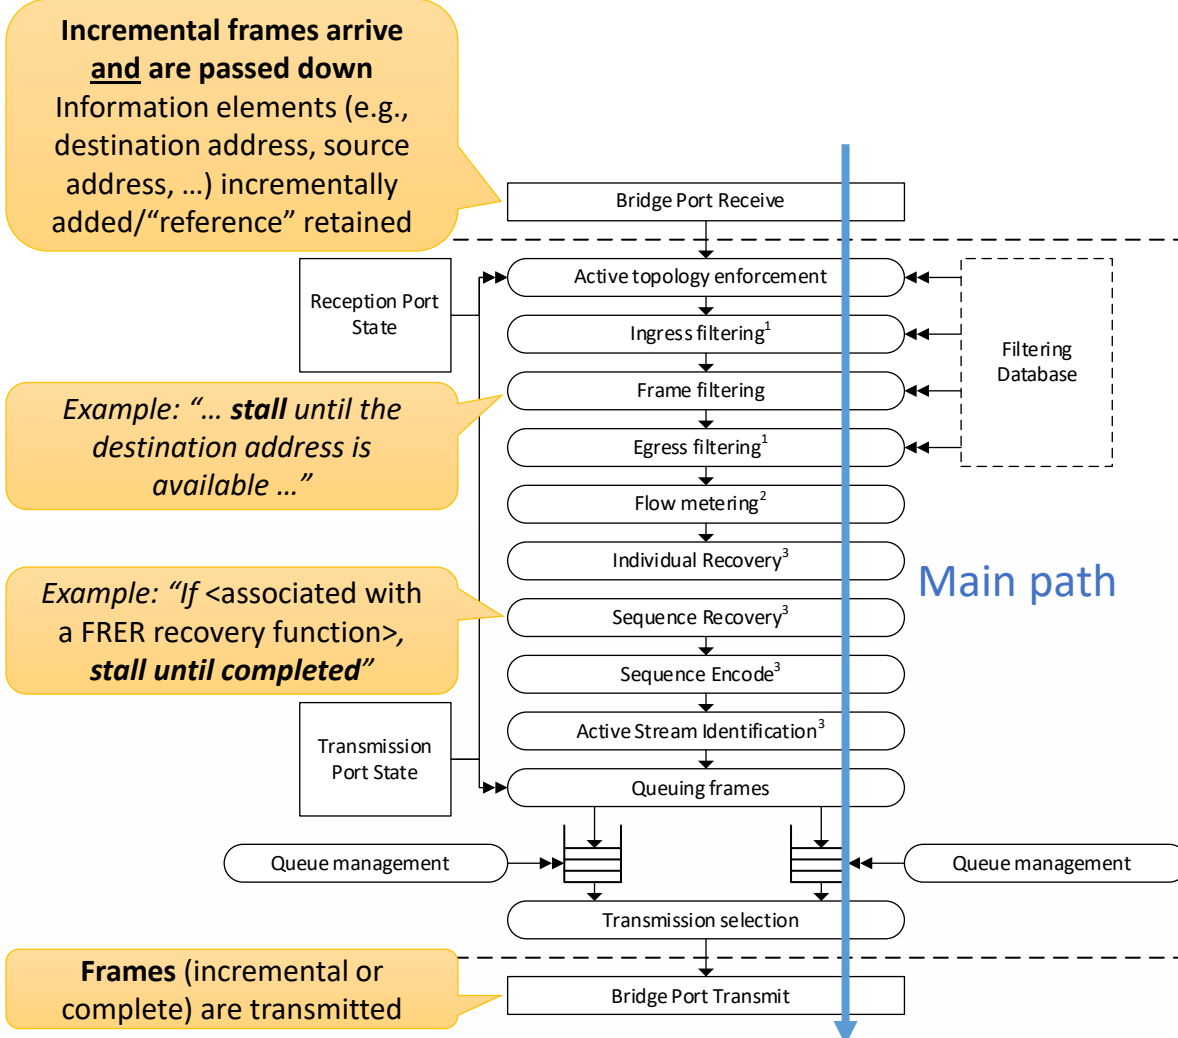 Incremental frames arrive
and are passed down
Information elements (e.g.,
destination address, source
address, …) incrementally
added/“reference” retained
Bridge Port Receive
Active topology enforcement
Reception Port
State
Ingress filtering1
Filtering
Database
Frame filtering
Example: “… stall until the
destination address is
available …”
Egress filtering1
Flow metering2
Individual Recovery3
Main path
Example: “If <associated with
a FRER recovery function>,
stall until completed”
Sequence Recovery3
Sequence Encode3
Active Stream Identification3
Transmission
Port State
Queuing frames
Queue management
Queue management
Transmission selection
Frames (incremental or
complete) are transmitted
Bridge Port Transmit